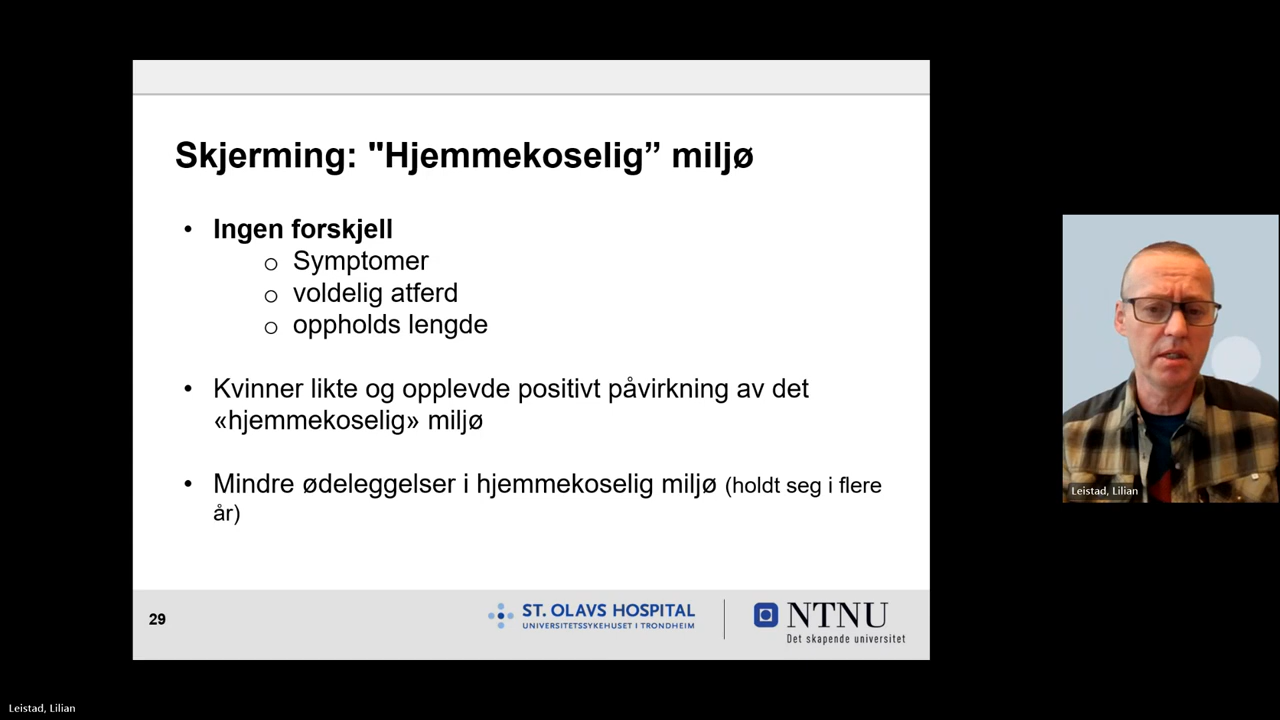 Skjerming: "Hjemmekoselig” miljø
• Ingen forskjell
o Symptomer
o voldelig atferd
o oppholds lengde
• Kvinner likte og opplevde positivt påvirkning av det
«hjemmekoselig» miljø
• Mindre ødeleggelser i hjemmekoselig miljø (holdt seg i flere
år)
29
ST. OLAVS HOSPITAL
UNIVERSITETSSYKEHUSET I TRONDHEIM
NTNU
Det skapende universitet
Leistad, Lilian
Leistad, Lilian